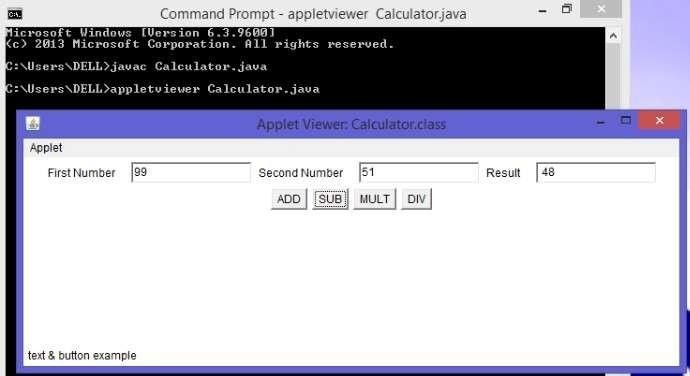 Command Prompt - appletviewer Calculator.java
Microsoft Windows [Version 6.3.9600]
(c) 2013 Microsoft Corporation. All rights reserved.
C:\Users\DELL>javac Calculator.java
C:\Users\DELL>appletviewer Calculator.java
Applet Viewer: Calculator.class
Applet
First Number 99 Second Number 51 Result 48
ADD SUB MULT DIV
text & button example